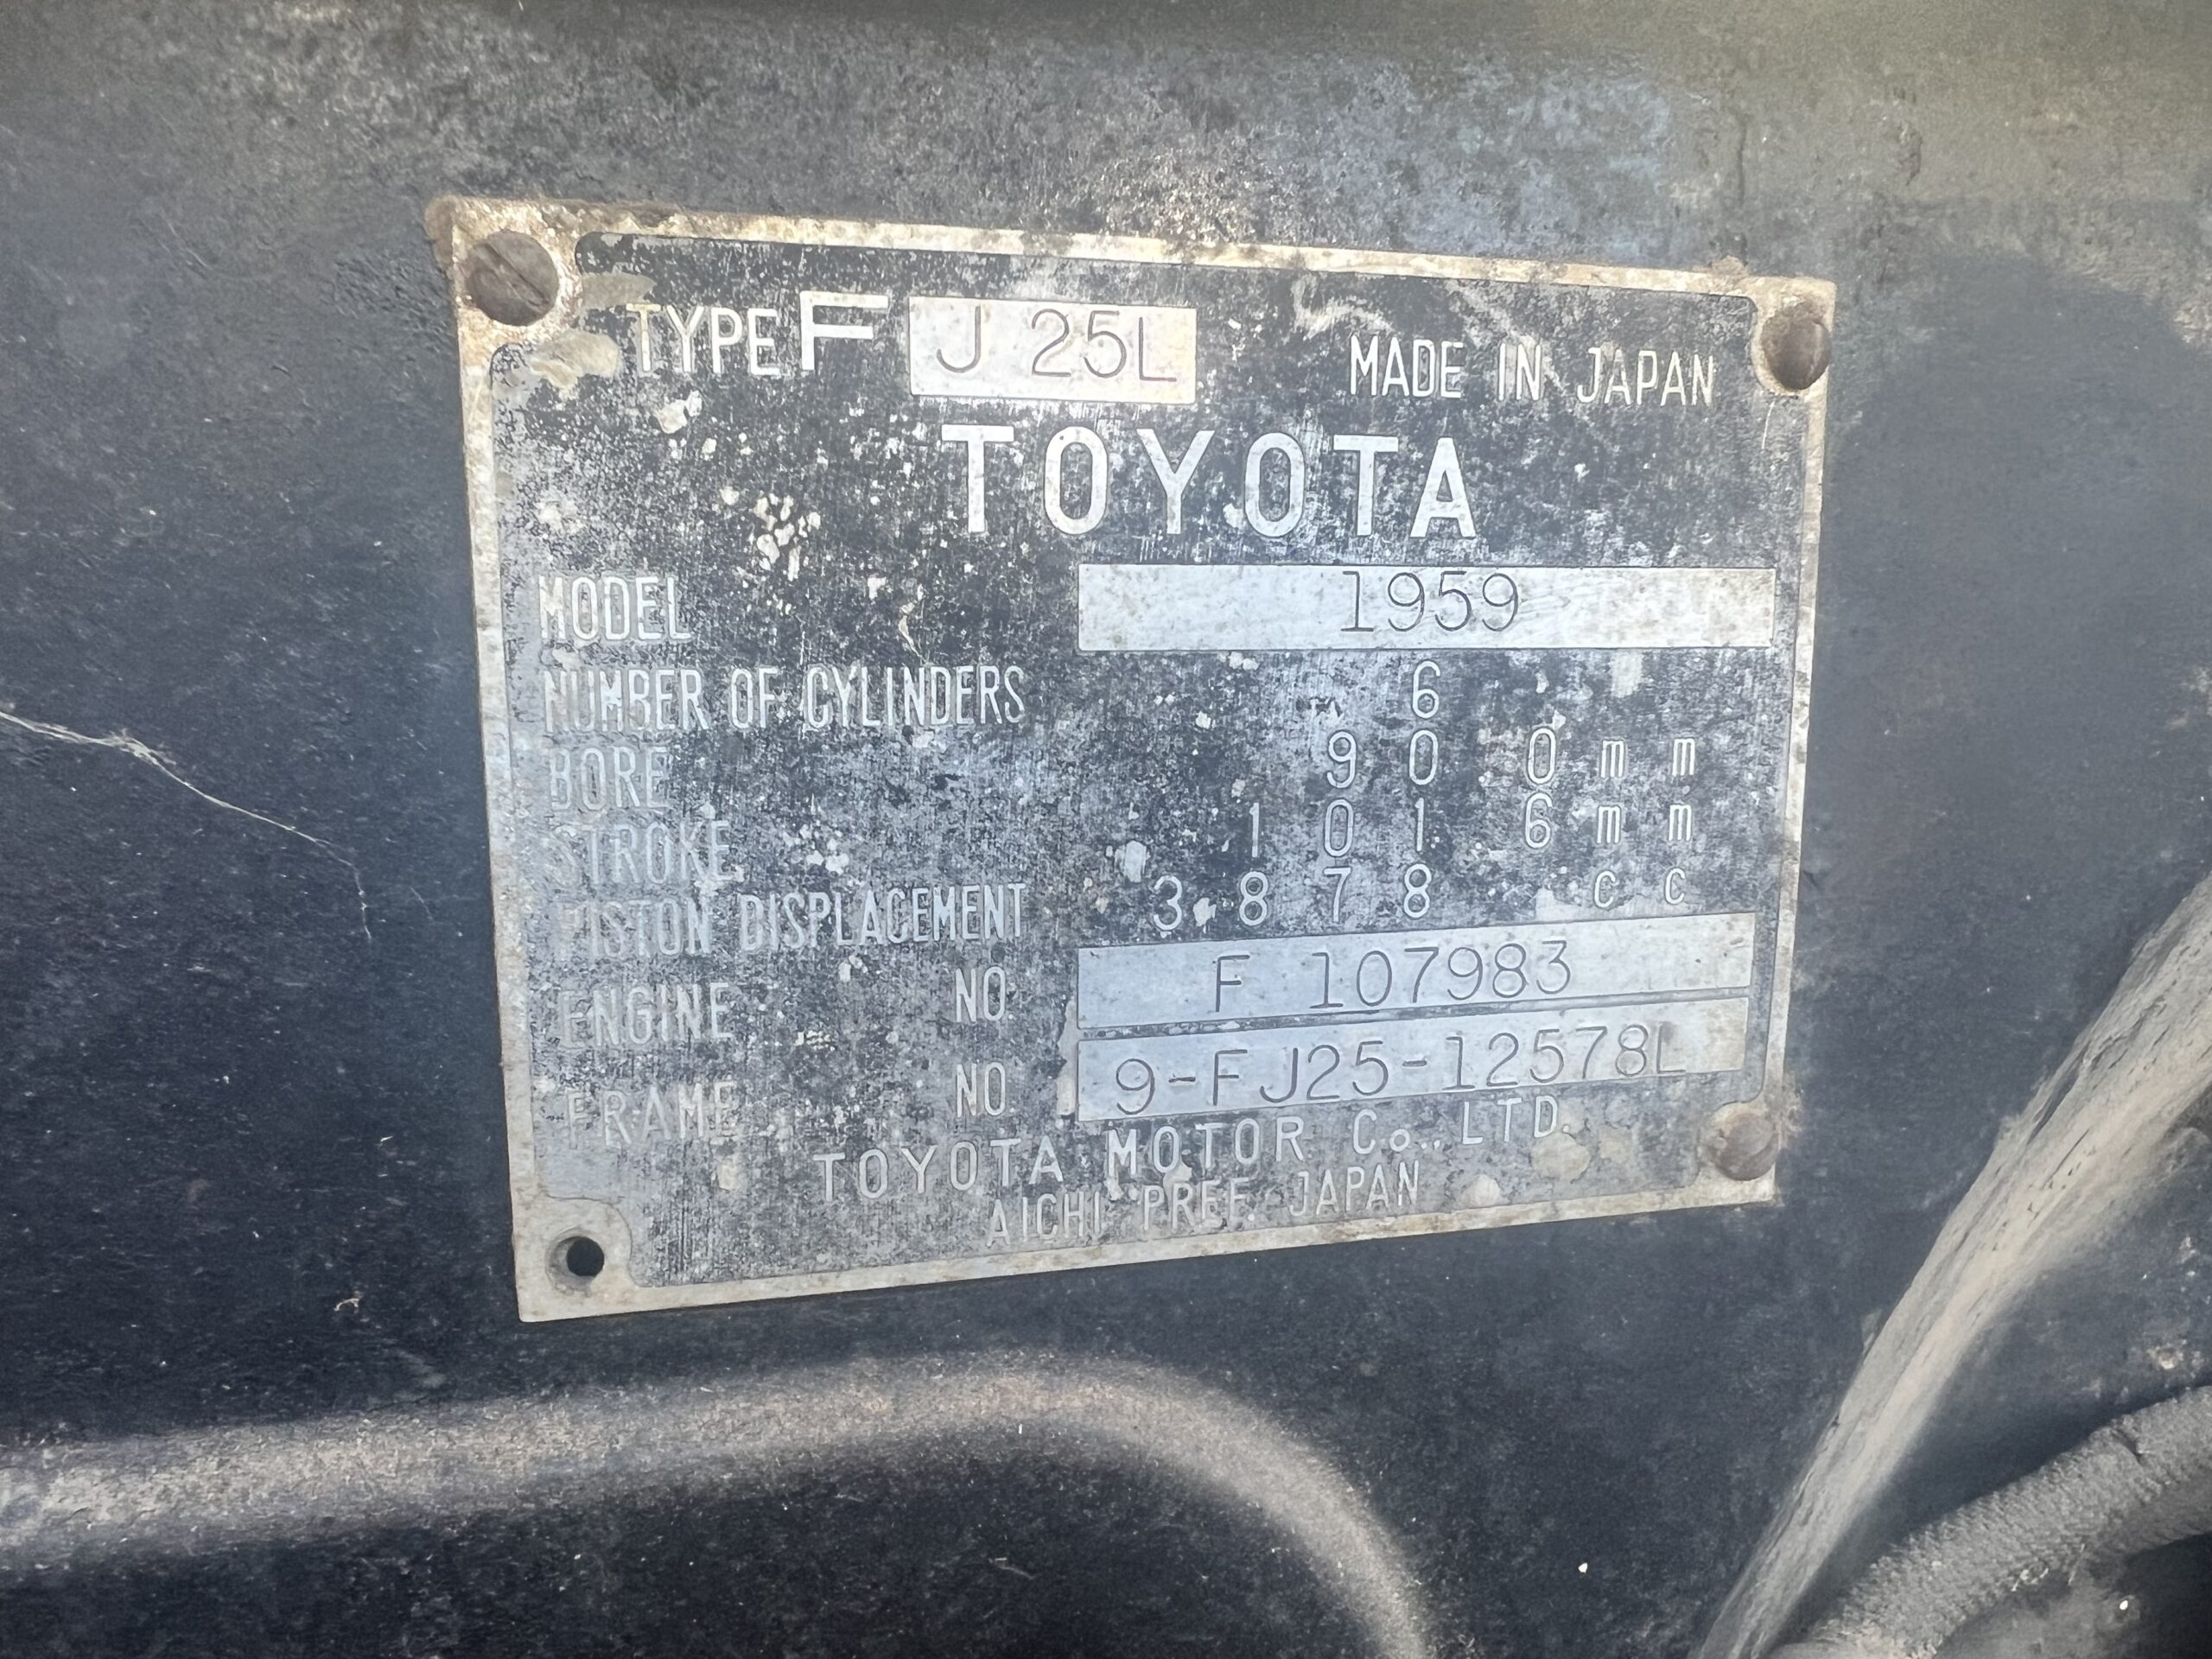 TYPE F J 25L MADE IN JAPAN
TOYOTA
MODEL 1959
NUMBER OF CYLINDERS 6
BORE 90.0mm
STROKE 101.6mm
PISTON DISPLACEMENT 3878 cc
ENGINE NO. F 107983
FRAME NO. 9-FJ25-12578L
TOYOTA MOTOR Co., LTD.
AICHI PREF. JAPAN